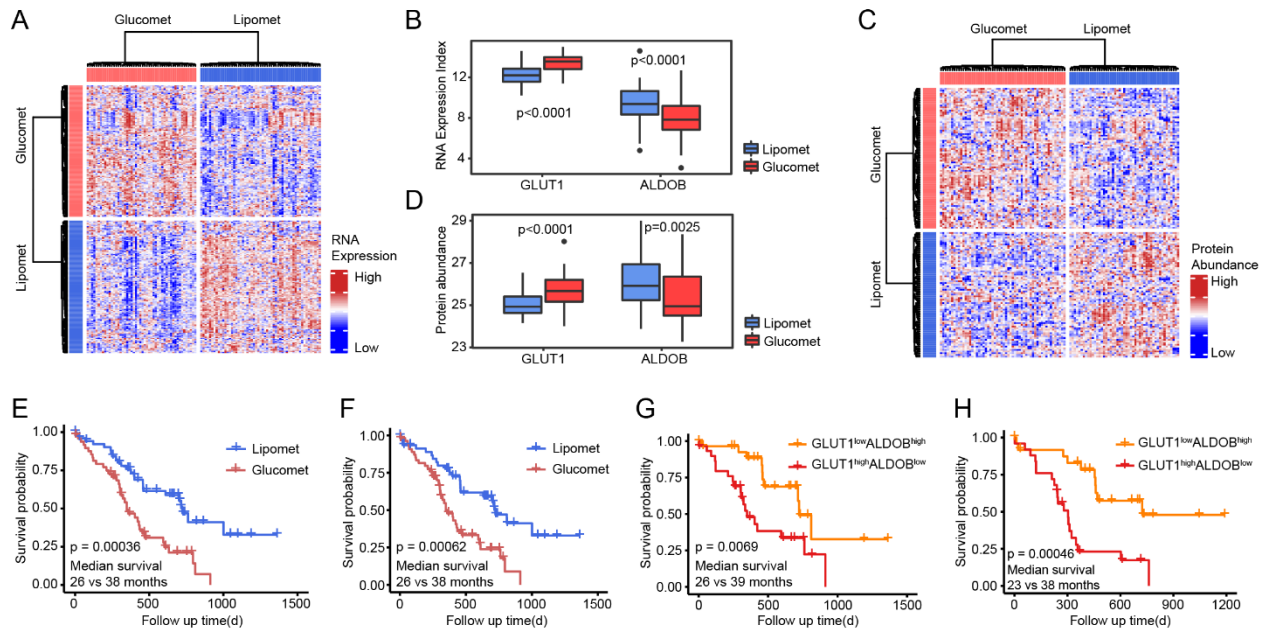 A
Glucomet
Lipomet
Glucomet
Lipomet
RNA
Expression
High
Low
B
RNA Expression Index
12
8
4
p<0.0001
p<0.0001
GLUT1
ALDOB
Lipomet
Glucomet
D
Protein abundance
29
27
25
23
p<0.0001
p=0.0025
GLUT1
ALDOB
Lipomet
Glucomet
C
Glucomet
Lipomet
Glucomet
Lipomet
Protein
Abundance
High
Low
E
Survival probability
1.00
0.75
0.50
0.25
0.00
Lipomet
Glucomet
p = 0.00036
Median survival
26 vs 38 months
0
500
1000
1500
Follow up time(d)
F
Survival probability
1.00
0.75
0.50
0.25
0.00
Lipomet
Glucomet
p = 0.00062
Median survival
26 vs 38 months
0
500
1000
1500
Follow up time(d)
G
Survival probability
1.00
0.75
0.50
0.25
0.00
GLUT1lowALDOBhigh
GLUT1highALDOBlow
p = 0.0069
Median survival
26 vs 39 months
0
500
1000
1500
Follow up time(d)
H
Survival probability
1.00
0.75
0.50
0.25
0.00
GLUT1lowALDOBhigh
GLUT1highALDOBlow
p = 0.00046
Median survival
23 vs 38 months
0
300
600
900
1200
Follow up time(d)